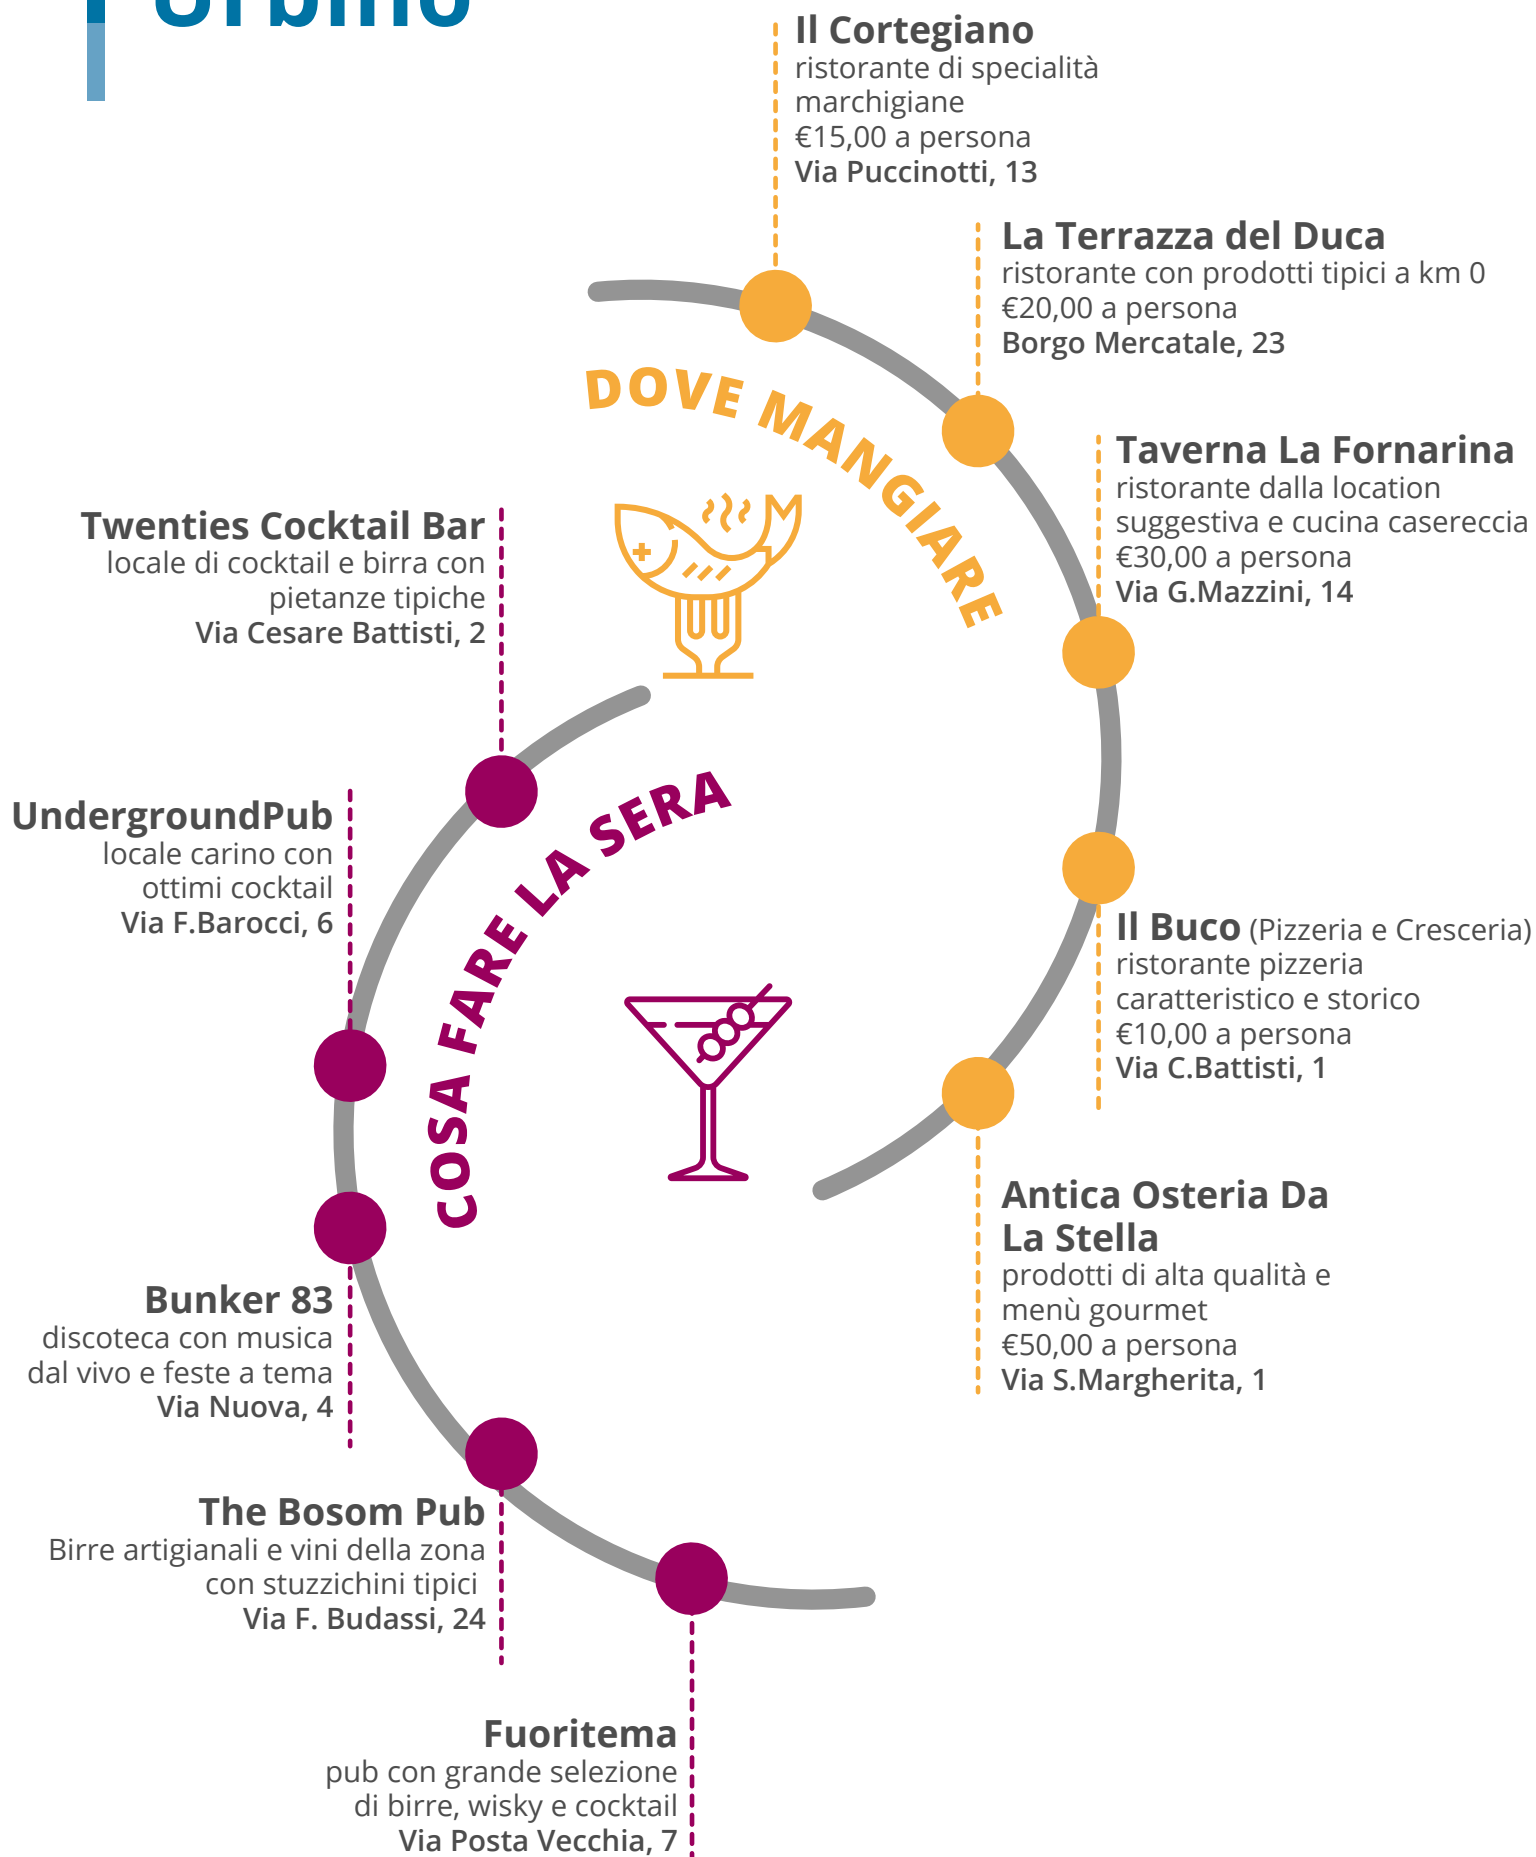 Urbino
Il Cortegiano
ristorante di specialità
marchigiane
€15,00 a persona
Via Puccinotti, 13
La Terrazza del Duca
ristorante con prodotti tipici a km 0
€20,00 a persona
Borgo Mercatale, 23
DOVE MANGIARE
Taverna La Fornarina
ristorante dalla location
suggestiva e cucina casereccia
€30,00 a persona
Via G.Mazzini, 14
Il Buco (Pizzeria e Cresceria)
ristorante pizzeria
caratteristico e storico
€10,00 a persona
Via C.Battisti, 1
Antica Osteria Da
La Stella
prodotti di alta qualità e
menù gourmet
€50,00 a persona
Via S.Margherita, 1
COSA FARE LA SERA
Twenties Cocktail Bar
locale di cocktail e birra con
pietanze tipiche
Via Cesare Battisti, 2
UndergroundPub
locale carino con
ottimi cocktail
Via F.Barocci, 6
Bunker 83
discoteca con musica
dal vivo e feste a tema
Via Nuova, 4
The Bosom Pub
Birre artigianali e vini della zona
con stuzzichini tipici
Via F. Budassi, 24
Fuoritema
pub con grande selezione
di birre, wisky e cocktail
Via Posta Vecchia, 7